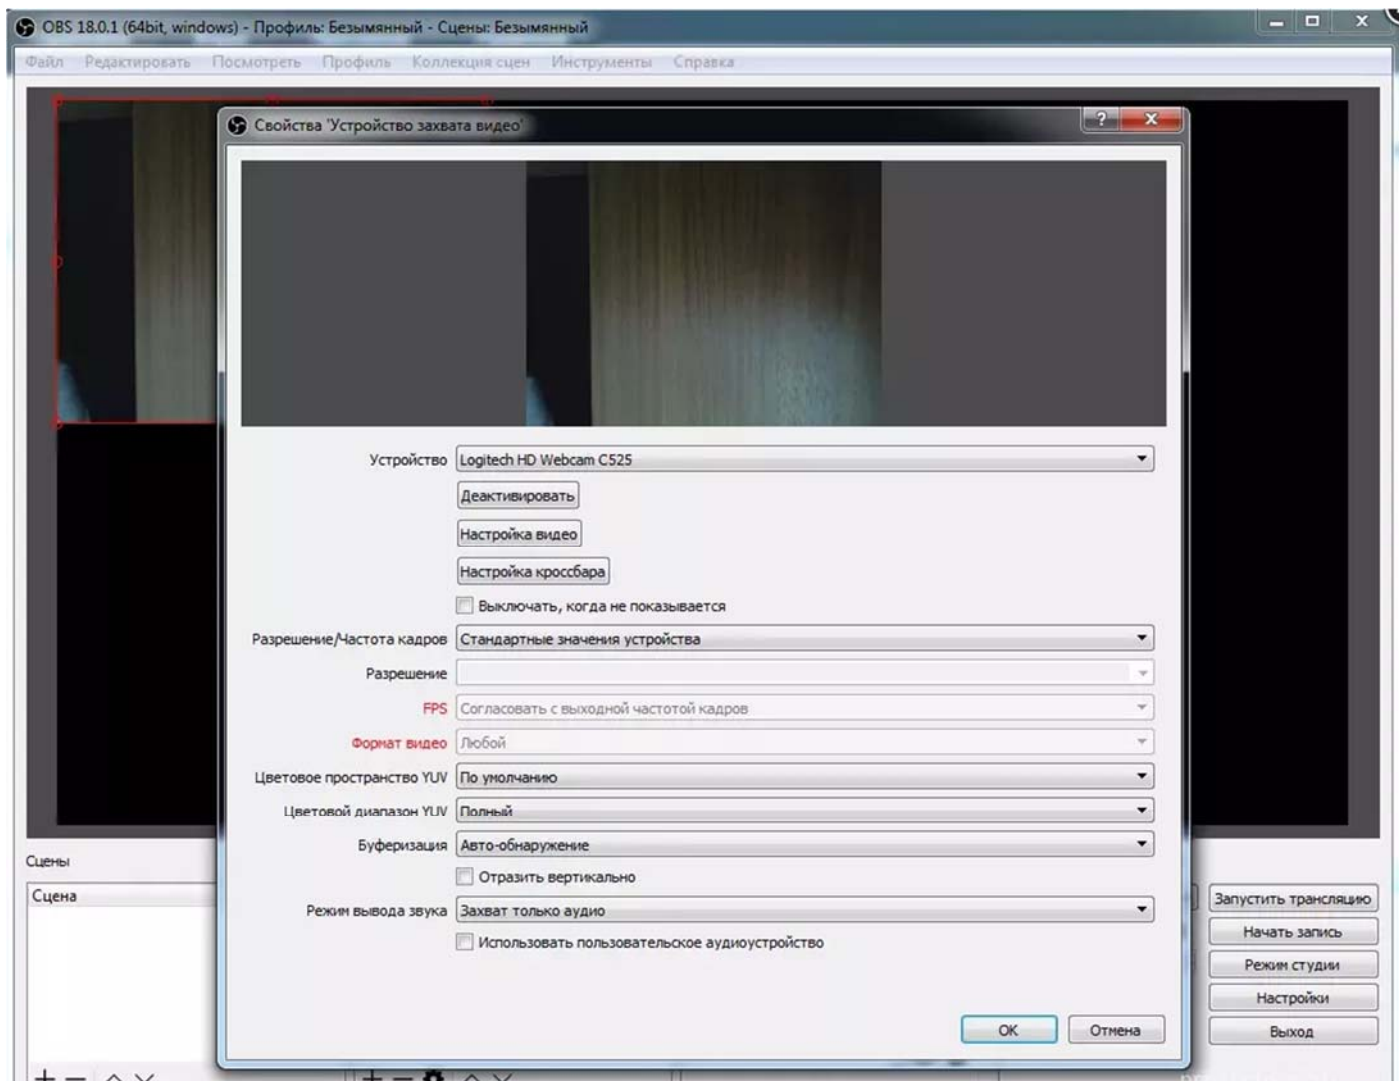 OBS 18.0.1 (64bit, windows) - Профиль: Безымянный - Сцены: Безымянный
Файл Редактировать Посмотреть Профиль Коллекция сцен Инструменты Справка
Свойства 'Устройство захвата видео'
Устройство Logitech HD Webcam C525
Деактивировать
Настройка видео
Настройка кроссбара
Выключать, когда не показывается
Разрешение/Частота кадров Стандартные значения устройства
Разрешение
FPS Согласовать с выходной частотой кадров
Формат видео Любой
Цветовое пространство YUV По умолчанию
Цветовой диапазон YUV Полный
Буферизация Авто-обнаружение
Отразить вертикально
Режим вывода звука Захват только аудио
Использовать пользовательское аудиоустройство
OK Отмена
Сцены
Сцена
Запустить трансляцию
Начать запись
Режим студии
Настройки
Выход